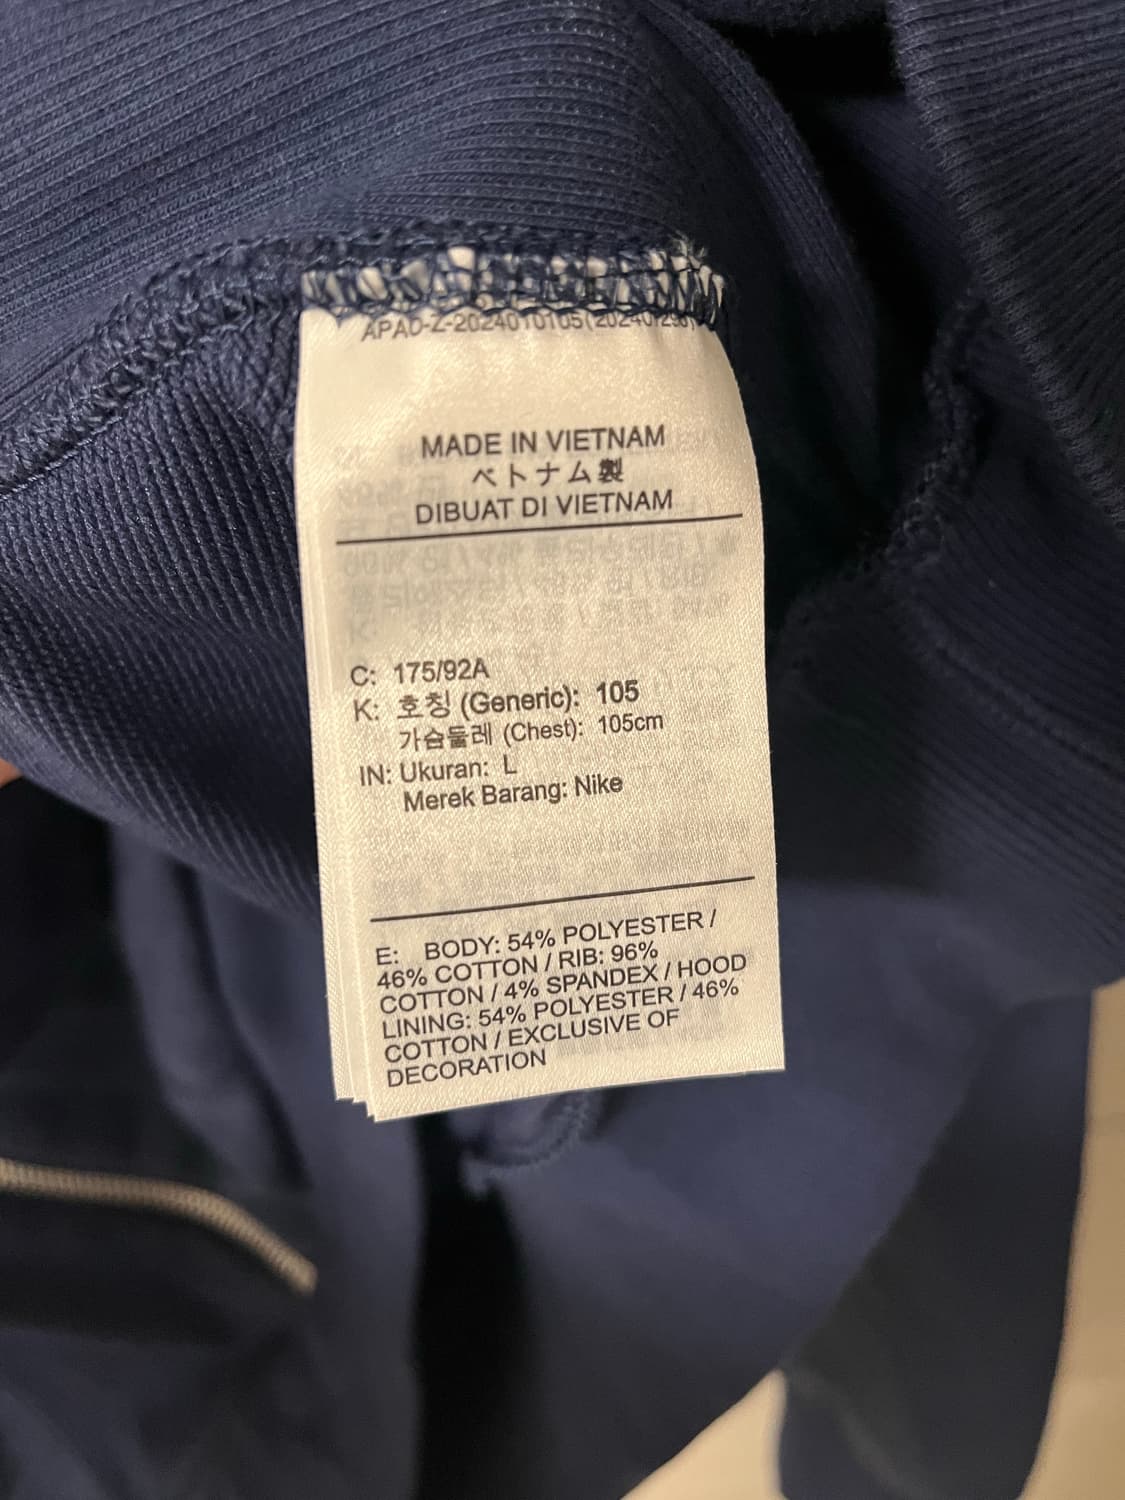 APAO-Z-2024010105(20240729)
MADE IN VIETNAM
ベトナム製
DIBUAT DI VIETNAM
C: 175/92A
K: 호칭 (Generic): 105
가슴둘레 (Chest): 105cm
IN: Ukuran: L
Merek Barang: Nike
E: BODY: 54% POLYESTER /
46% COTTON / RIB: 96%
COTTON / 4% SPANDEX / HOOD
LINING: 54% POLYESTER / 46%
COTTON / EXCLUSIVE OF
DECORATION